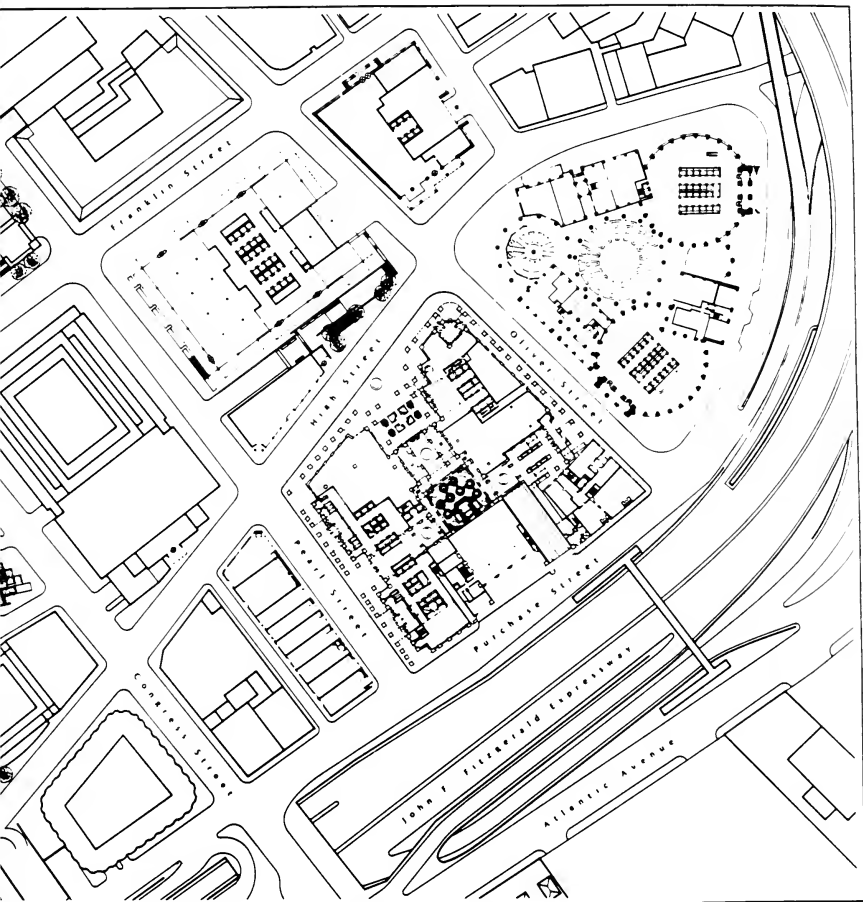 Franklin Street
High Street
Oliver Street
Pearl Street
Purchase Street
Congress Street
John F. Fitzgerald Expressway
Atlantic Avenue